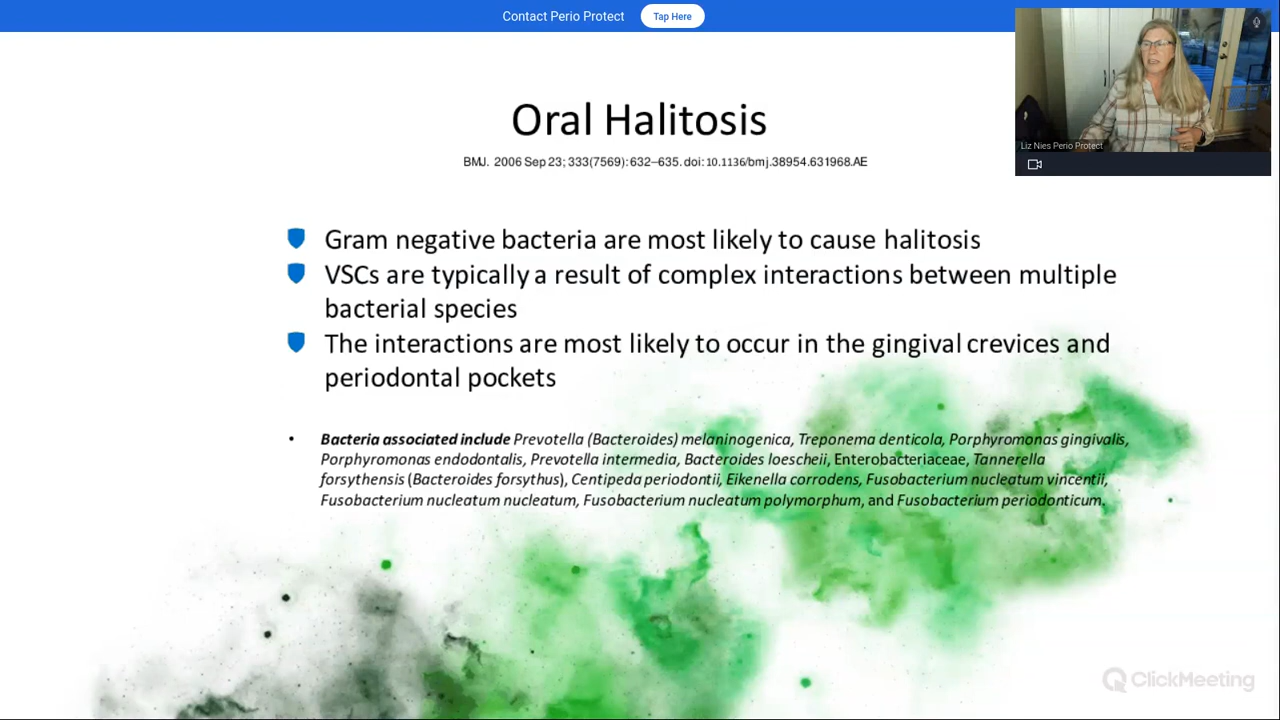 Contact Perio Protect
Tap Here
Liz Nies Perio Protect
Oral Halitosis
BMJ. 2006 Sep 23; 333(7569): 632–635. doi: 10.1136/bmj.38954.631968.AE
Gram negative bacteria are most likely to cause halitosis
VSCs are typically a result of complex interactions between multiple
bacterial species
The interactions are most likely to occur in the gingival crevices and
periodontal pockets
• Bacteria associated include Prevotella (Bacteroides) melaninogenica, Treponema denticola, Porphyromonas gingivalis,
Porphyromonas endodontalis, Prevotella intermedia, Bacteroides loescheii, Enterobacteriaceae, Tannerella
forsythensis (Bacteroides forsythus), Centipeda periodontii, Eikenella corrodens, Fusobacterium nucleatum vincentii,
Fusobacterium nucleatum nucleatum, Fusobacterium nucleatum polymorphum, and Fusobacterium periodonticum.
ClickMeeting